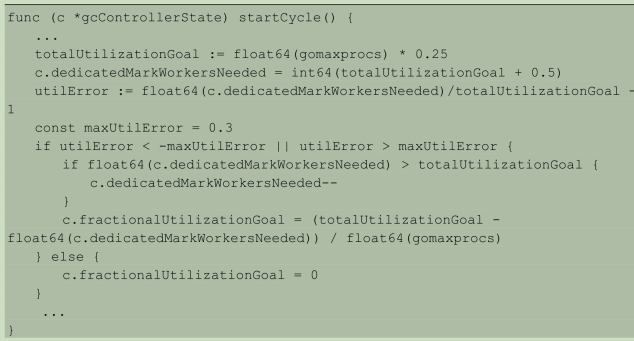 func (c *gcControllerState) startCycle() {
    ...
    totalUtilizationGoal := float64(gomaxprocs) * 0.25
    c.dedicatedMarkWorkersNeeded = int64(totalUtilizationGoal + 0.5)
    utilError := float64(c.dedicatedMarkWorkersNeeded)/totalUtilizationGoal -
1
    const maxUtilError = 0.3
    if utilError < -maxUtilError || utilError > maxUtilError {
        if float64(c.dedicatedMarkWorkersNeeded) > totalUtilizationGoal {
            c.dedicatedMarkWorkersNeeded--
        }
        c.fractionalUtilizationGoal = (totalUtilizationGoal -
float64(c.dedicatedMarkWorkersNeeded)) / float64(gomaxprocs)
    } else {
        c.fractionalUtilizationGoal = 0
    }
    ...
}